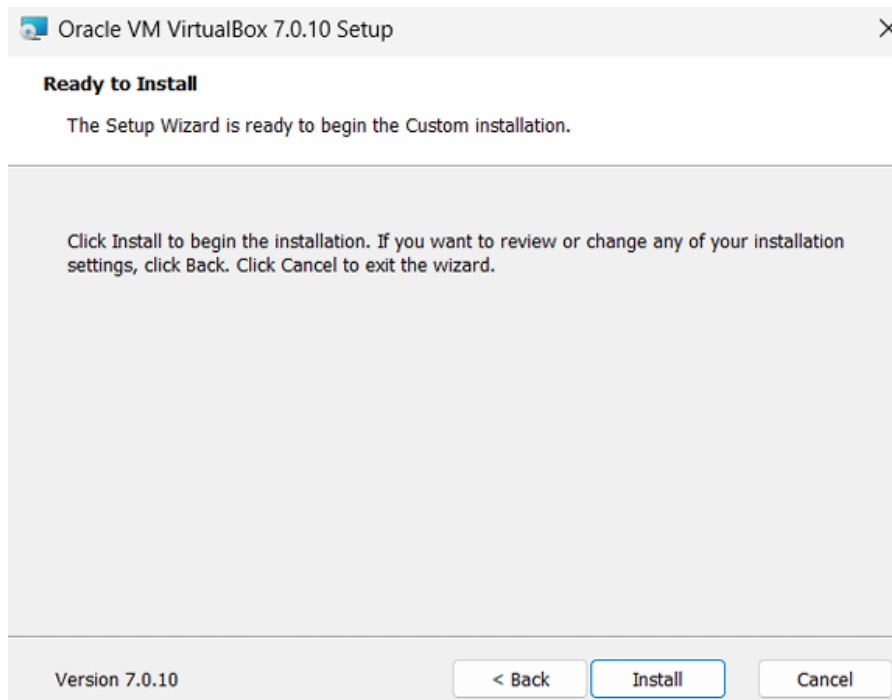 Oracle VM VirtualBox 7.0.10 Setup
Ready to Install
The Setup Wizard is ready to begin the Custom installation.
Click Install to begin the installation. If you want to review or change any of your installation
settings, click Back. Click Cancel to exit the wizard.
Version 7.0.10
< Back
Install
Cancel